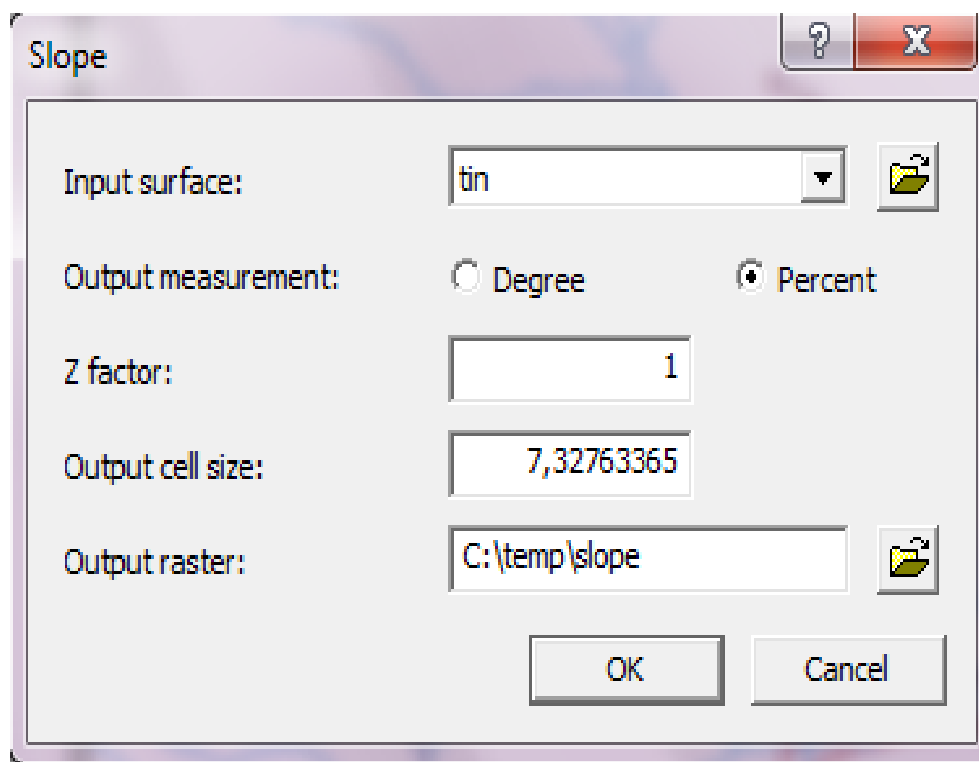 Slope
Input surface: tin
Output measurement: Degree Percent
Z factor: 1
Output cell size: 7,32763365
Output raster: C:\temp\slope
OK Cancel